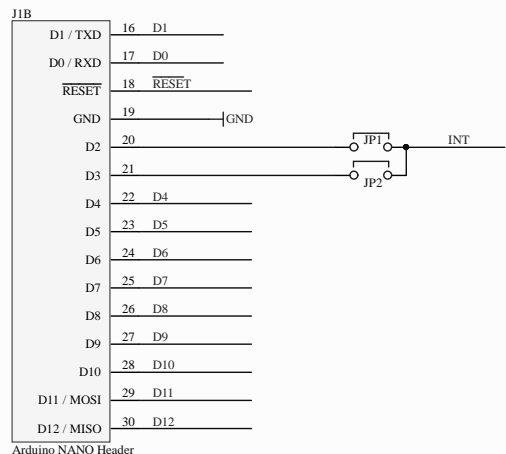 J1B
D1 / TXD 16 D1
D0 / RXD 17 D0
RESET 18 RESET
GND 19 GND
D2 20 JP1 INT
D3 21 JP2
D4 22 D4
D5 23 D5
D6 24 D6
D7 25 D7
D8 26 D8
D9 27 D9
D10 28 D10
D11 / MOSI 29 D11
D12 / MISO 30 D12
Arduino NANO Header